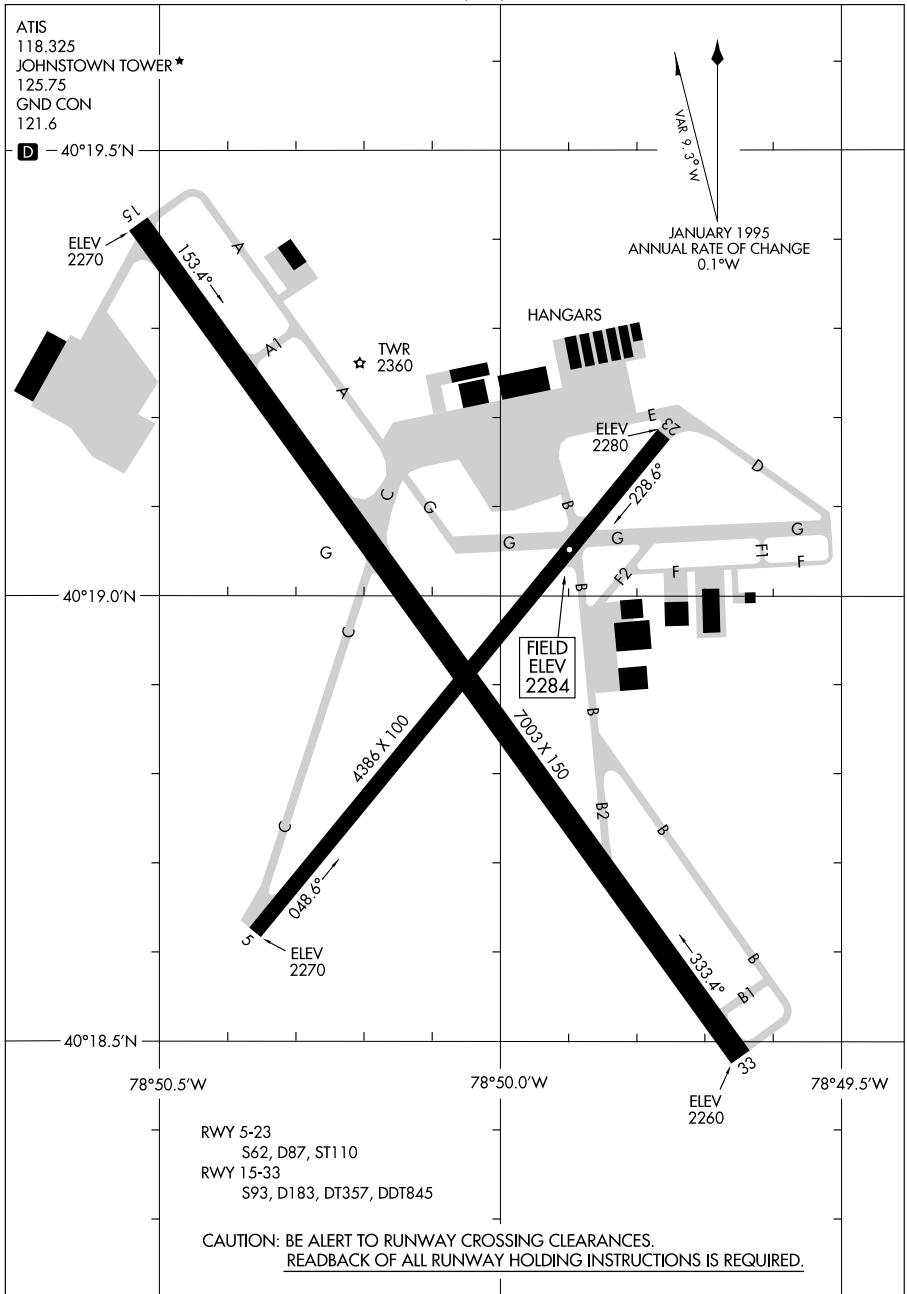 ATIS
118.325
JOHNSTOWN TOWER
125.75
GND CON
121.6
D
40°19.5'N
VAR 9.3° W
JANUARY 1995
ANNUAL RATE OF CHANGE
0.1°W
15
ELEV
2270
153.4°
A
A1
A
TWR
2360
HANGARS
E
23
ELEV
2280
228.6°
D
C
G
B
G
G
G
G
F1
F
F
F2
B
40°19.0'N
C
FIELD
ELEV
2284
B
4386 X 100
7003 X 150
C
B2
B
048.6°
5
ELEV
2270
333.4°
B
B1
40°18.5'N
33
78°50.5'W
78°50.0'W
78°49.5'W
ELEV
2260
RWY 5-23
S62, D87, ST110
RWY 15-33
S93, D183, DT357, DDT845
CAUTION: BE ALERT TO RUNWAY CROSSING CLEARANCES.
READBACK OF ALL RUNWAY HOLDING INSTRUCTIONS IS REQUIRED.